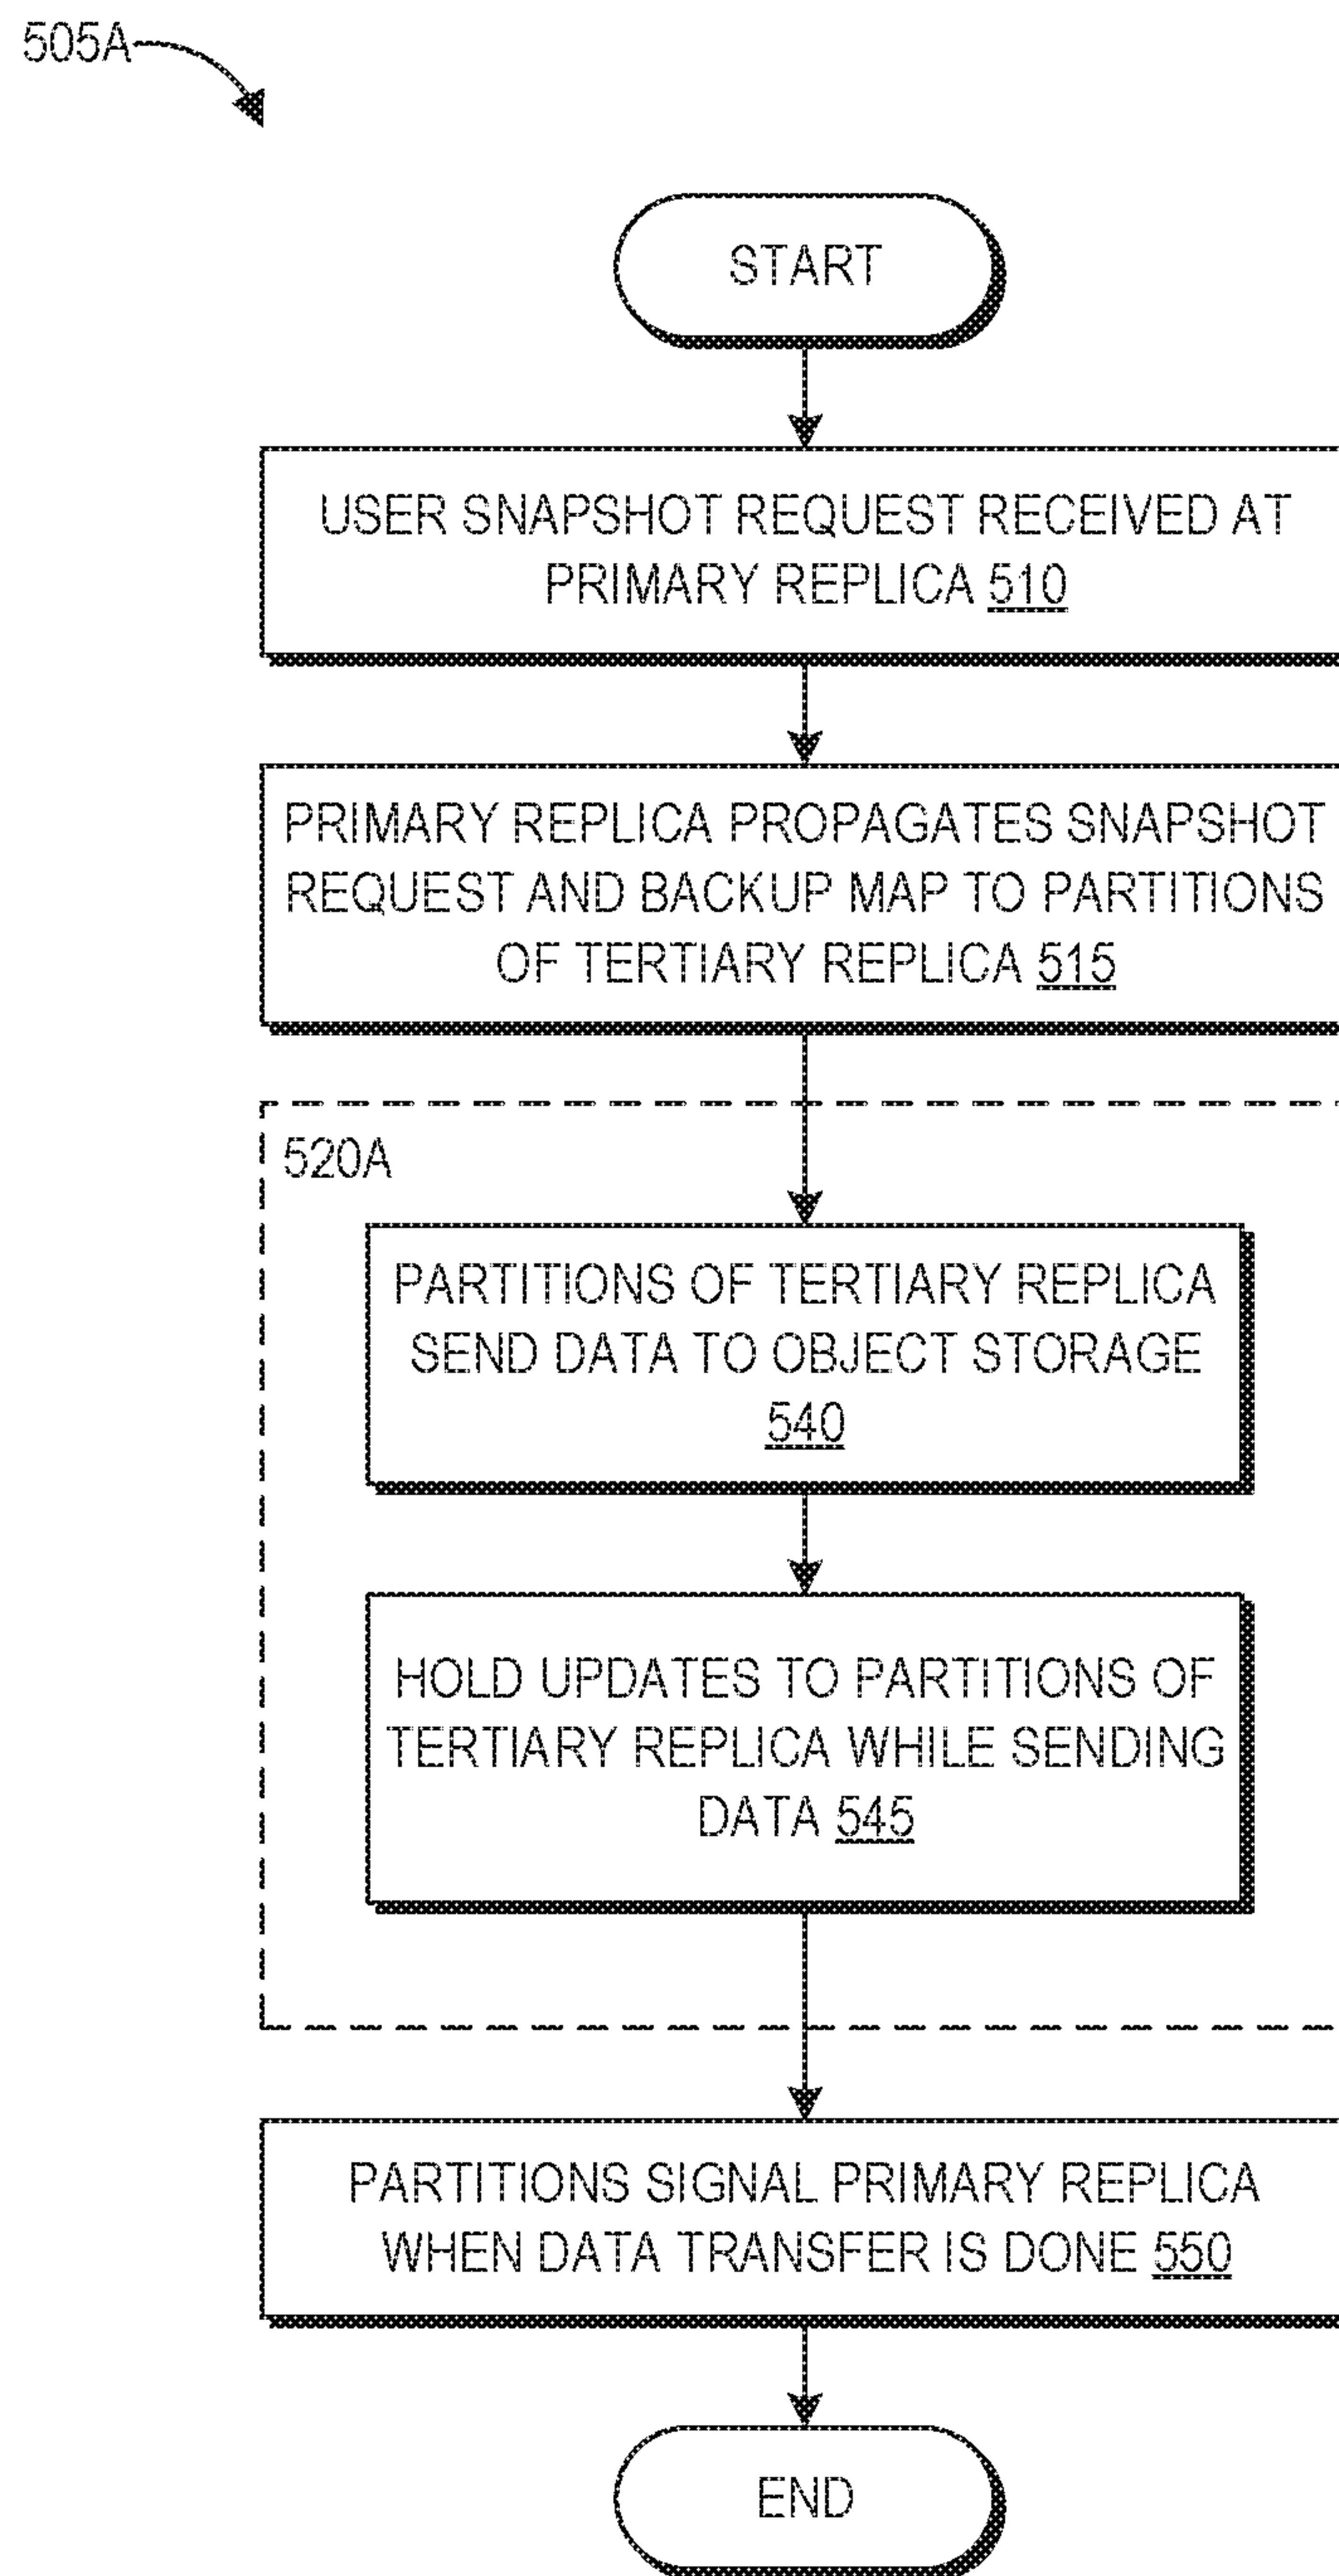 505A
START
USER SNAPSHOT REQUEST RECEIVED AT
PRIMARY REPLICA 510
PRIMARY REPLICA PROPAGATES SNAPSHOT
REQUEST AND BACKUP MAP TO PARTITIONS
OF TERTIARY REPLICA 515
520A
PARTITIONS OF TERTIARY REPLICA
SEND DATA TO OBJECT STORAGE
540
HOLD UPDATES TO PARTITIONS OF
TERTIARY REPLICA WHILE SENDING
DATA 545
PARTITIONS SIGNAL PRIMARY REPLICA
WHEN DATA TRANSFER IS DONE 550
END